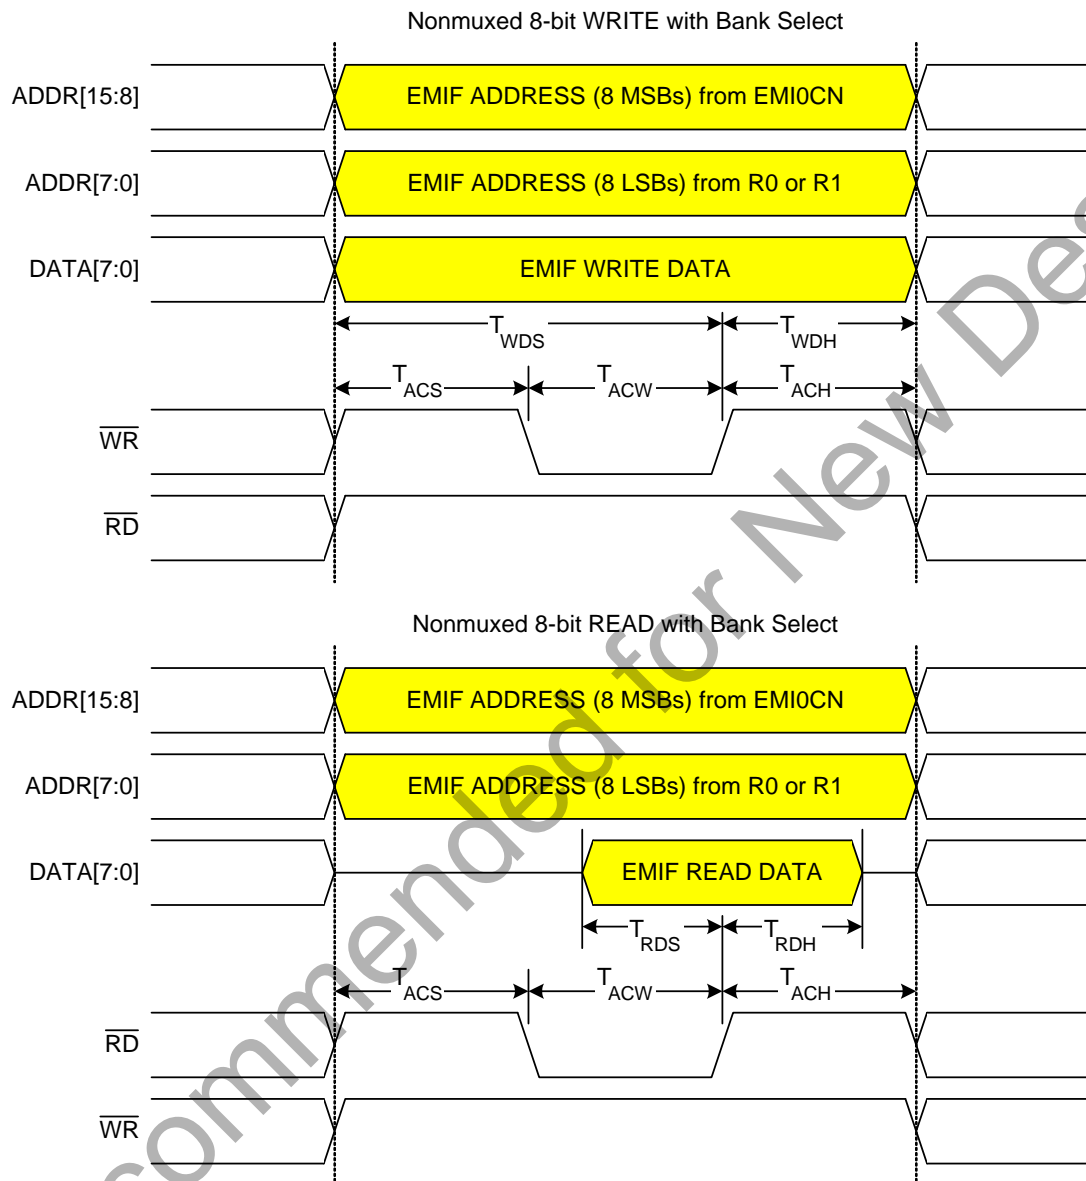 Nonmuxed 8-bit WRITE with Bank Select
ADDR[15:8]
EMIF ADDRESS (8 MSBs) from EMI0CN
ADDR[7:0]
EMIF ADDRESS (8 LSBs) from R0 or R1
DATA[7:0]
EMIF WRITE DATA
TWDS TWDH
TACS TACW TACH
WR
RD
Nonmuxed 8-bit READ with Bank Select
ADDR[15:8]
EMIF ADDRESS (8 MSBs) from EMI0CN
ADDR[7:0]
EMIF ADDRESS (8 LSBs) from R0 or R1
DATA[7:0]
EMIF READ DATA
TRDS TRDH
TACS TACW TACH
RD
WR
for New